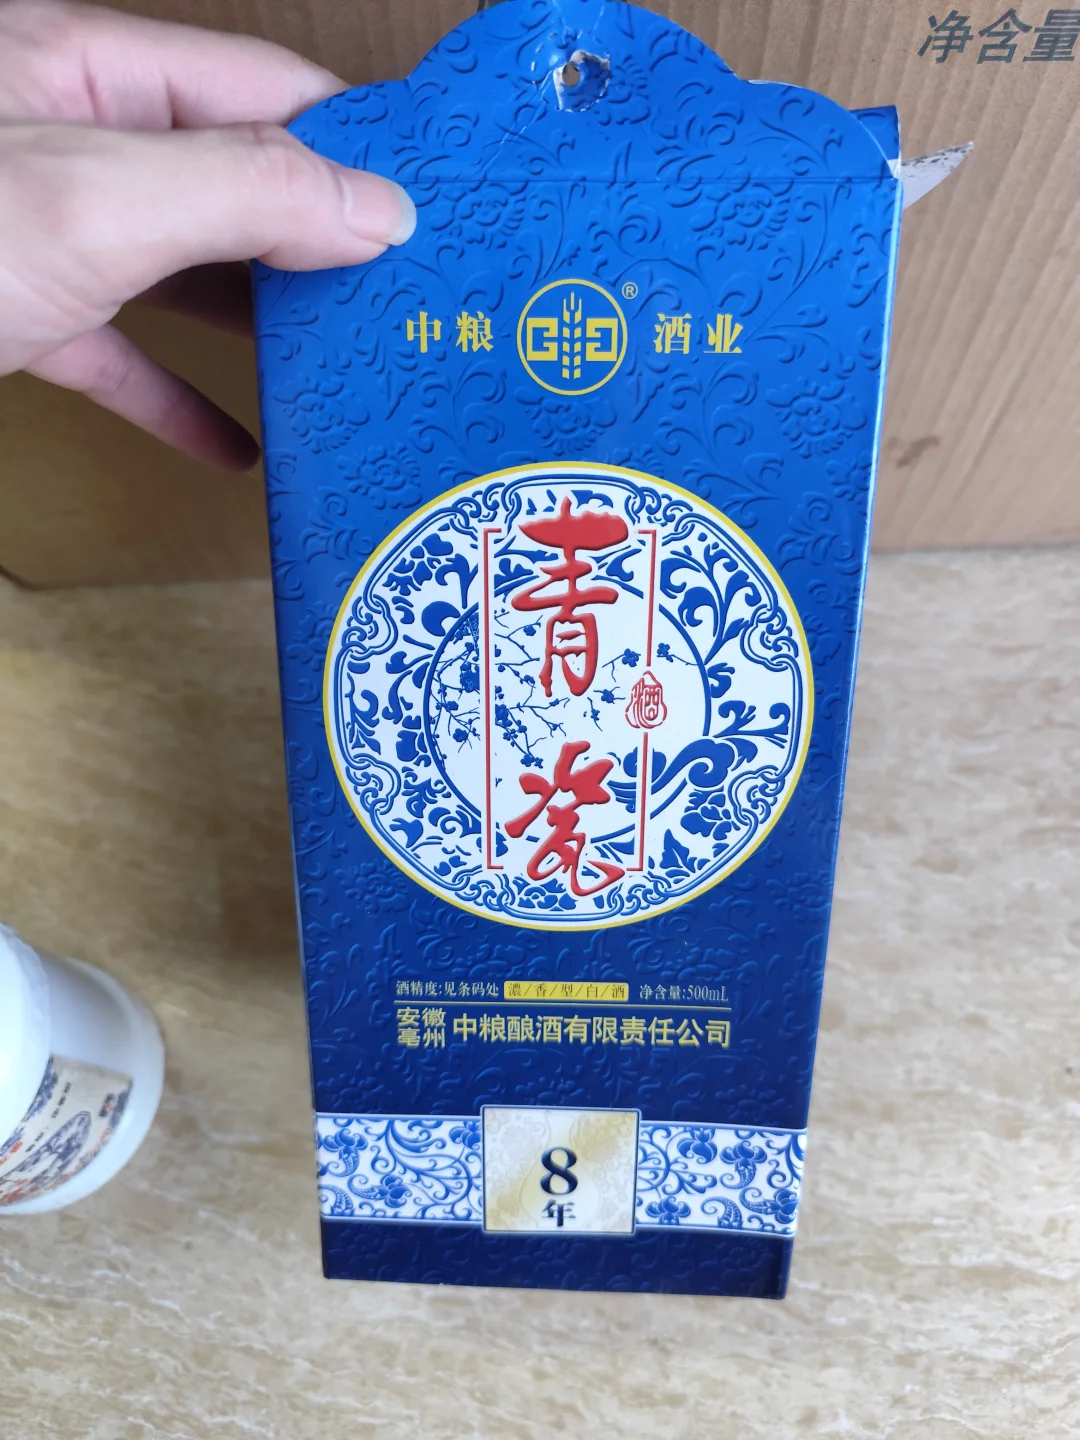 净含量
中粮 ® 酒业
青瓷
酒
酒精度:见条码处 濃/香/型/白/酒 净含量:500mL
安徽亳州 中粮酿酒有限责任公司
8
年